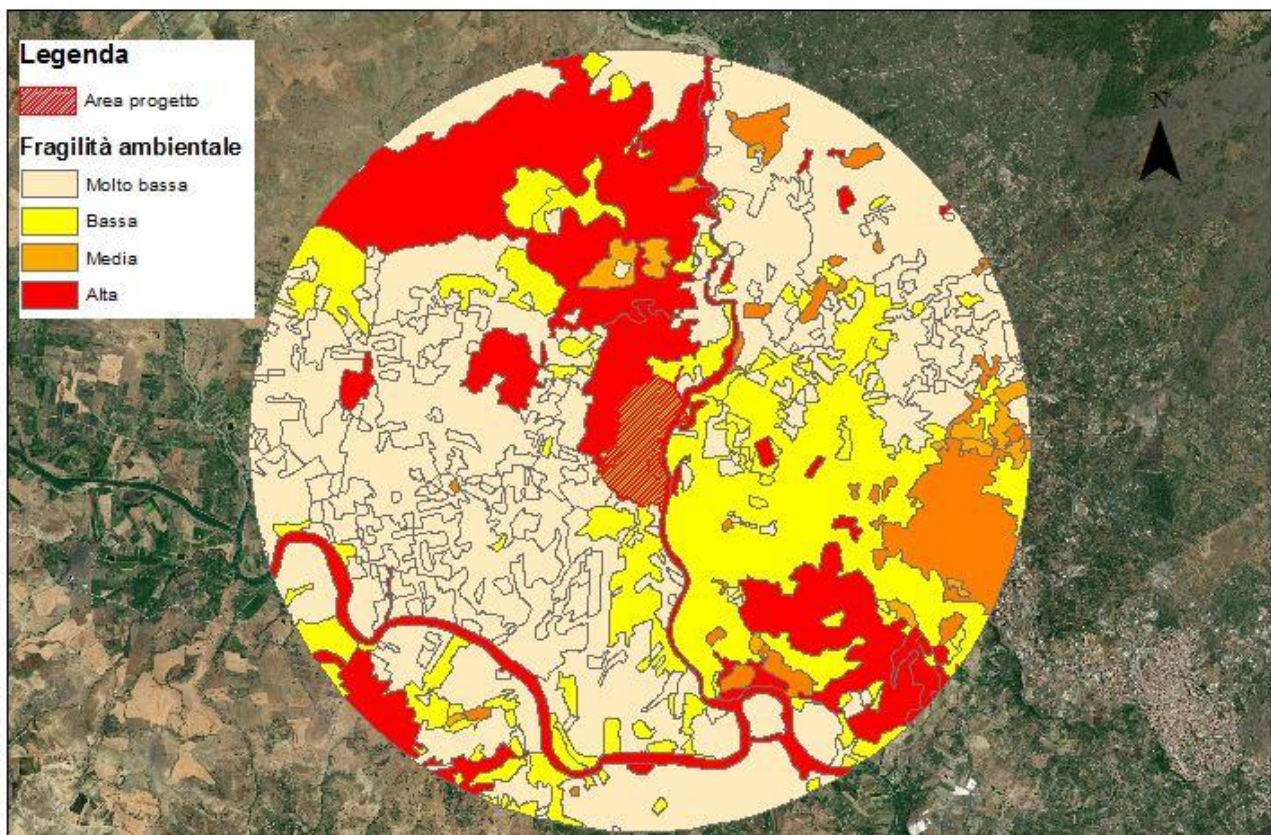 Legenda
Area progetto
Fragilità ambientale
Molto bassa
Bassa
Media
Alta
N